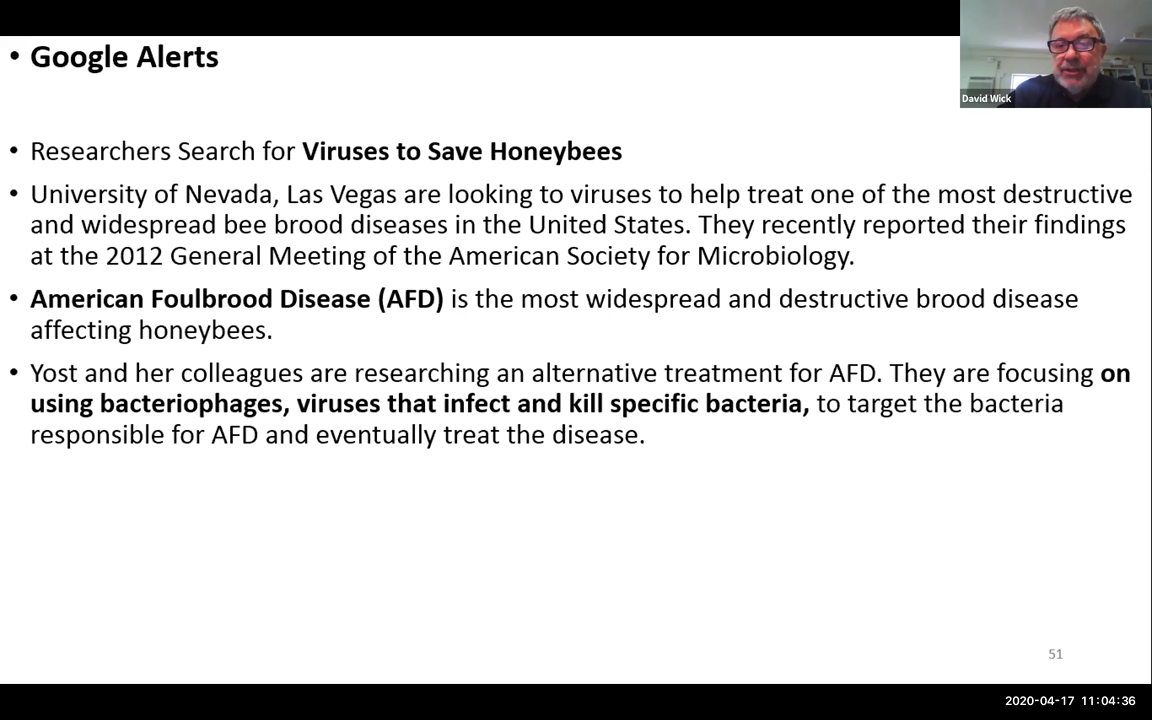 • Google Alerts
David Wick
• Researchers Search for Viruses to Save Honeybees
• University of Nevada, Las Vegas are looking to viruses to help treat one of the most destructive
and widespread bee brood diseases in the United States. They recently reported their findings
at the 2012 General Meeting of the American Society for Microbiology.
• American Foulbrood Disease (AFD) is the most widespread and destructive brood disease
affecting honeybees.
• Yost and her colleagues are researching an alternative treatment for AFD. They are focusing on
using bacteriophages, viruses that infect and kill specific bacteria, to target the bacteria
responsible for AFD and eventually treat the disease.
51
2020-04-17 11:04:36